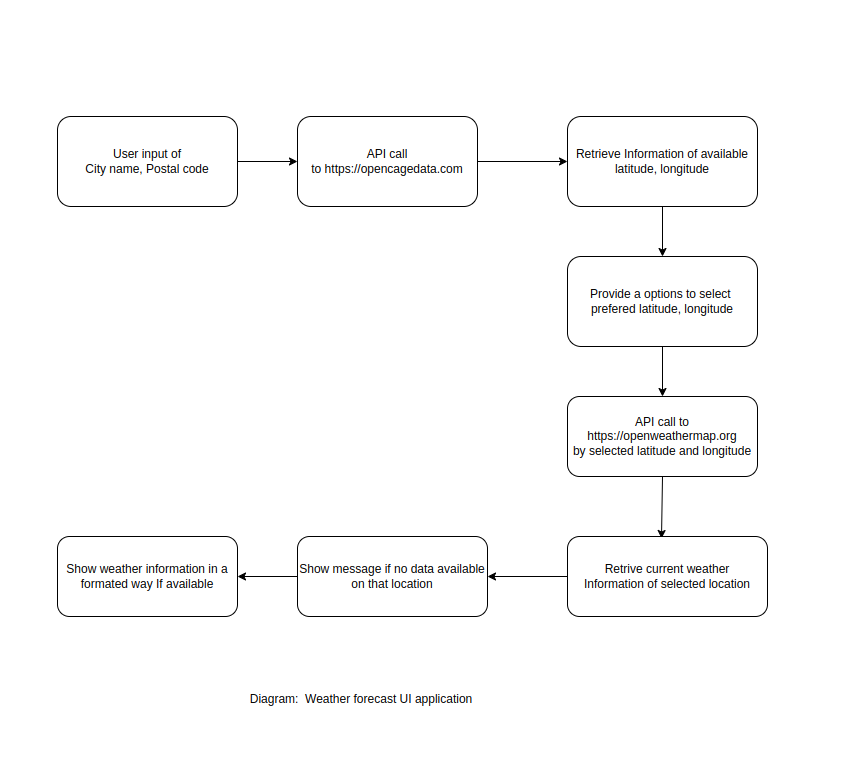 User input of
City name, Postal code
API call
to https://opencagedata.com
Retrieve Information of available
latitude, longitude
Provide a options to select
prefered latitude, longitude
API call to
https://openweathermap.org
by selected latitude and longitude
Retrive current weather
Information of selected location
Show message if no data available
on that location
Show weather information in a
formated way If available
Diagram:  Weather forecast UI application